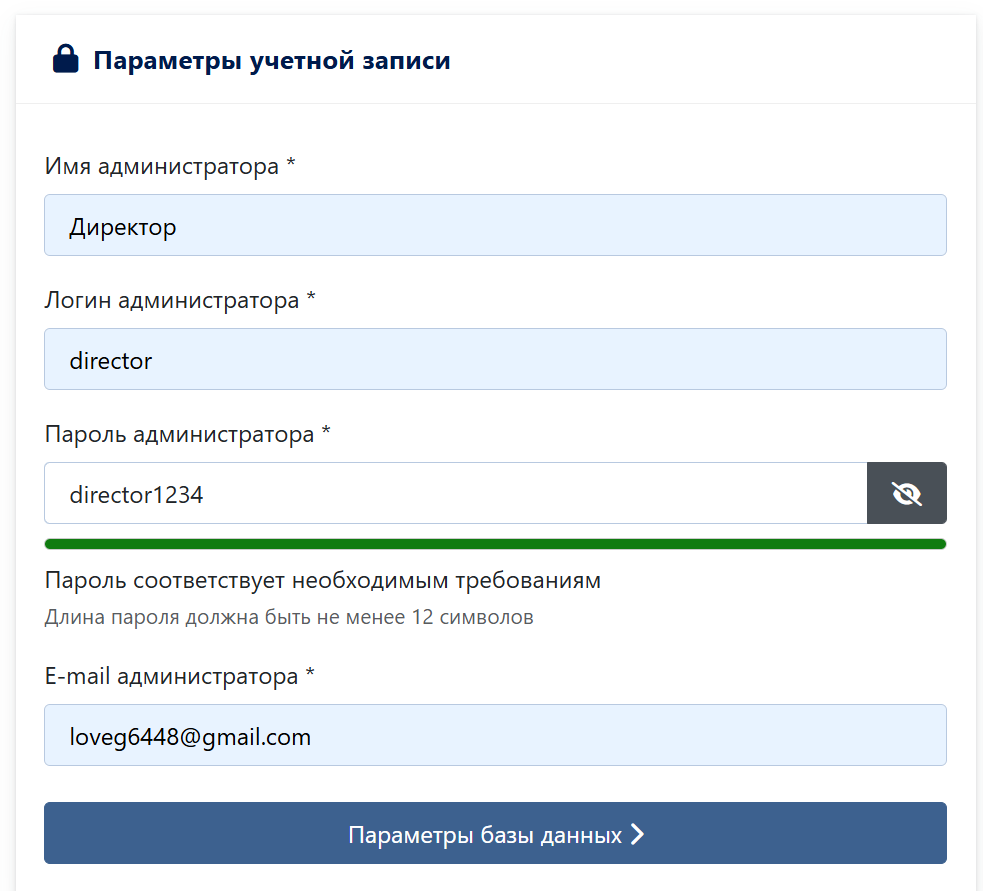 Параметры учетной записи
Имя администратора *
Директор
Логин администратора *
director
Пароль администратора *
director1234
Пароль соответствует необходимым требованиям
Длина пароля должна быть не менее 12 символов
E-mail администратора *
loveg6448@gmail.com
Параметры базы данных